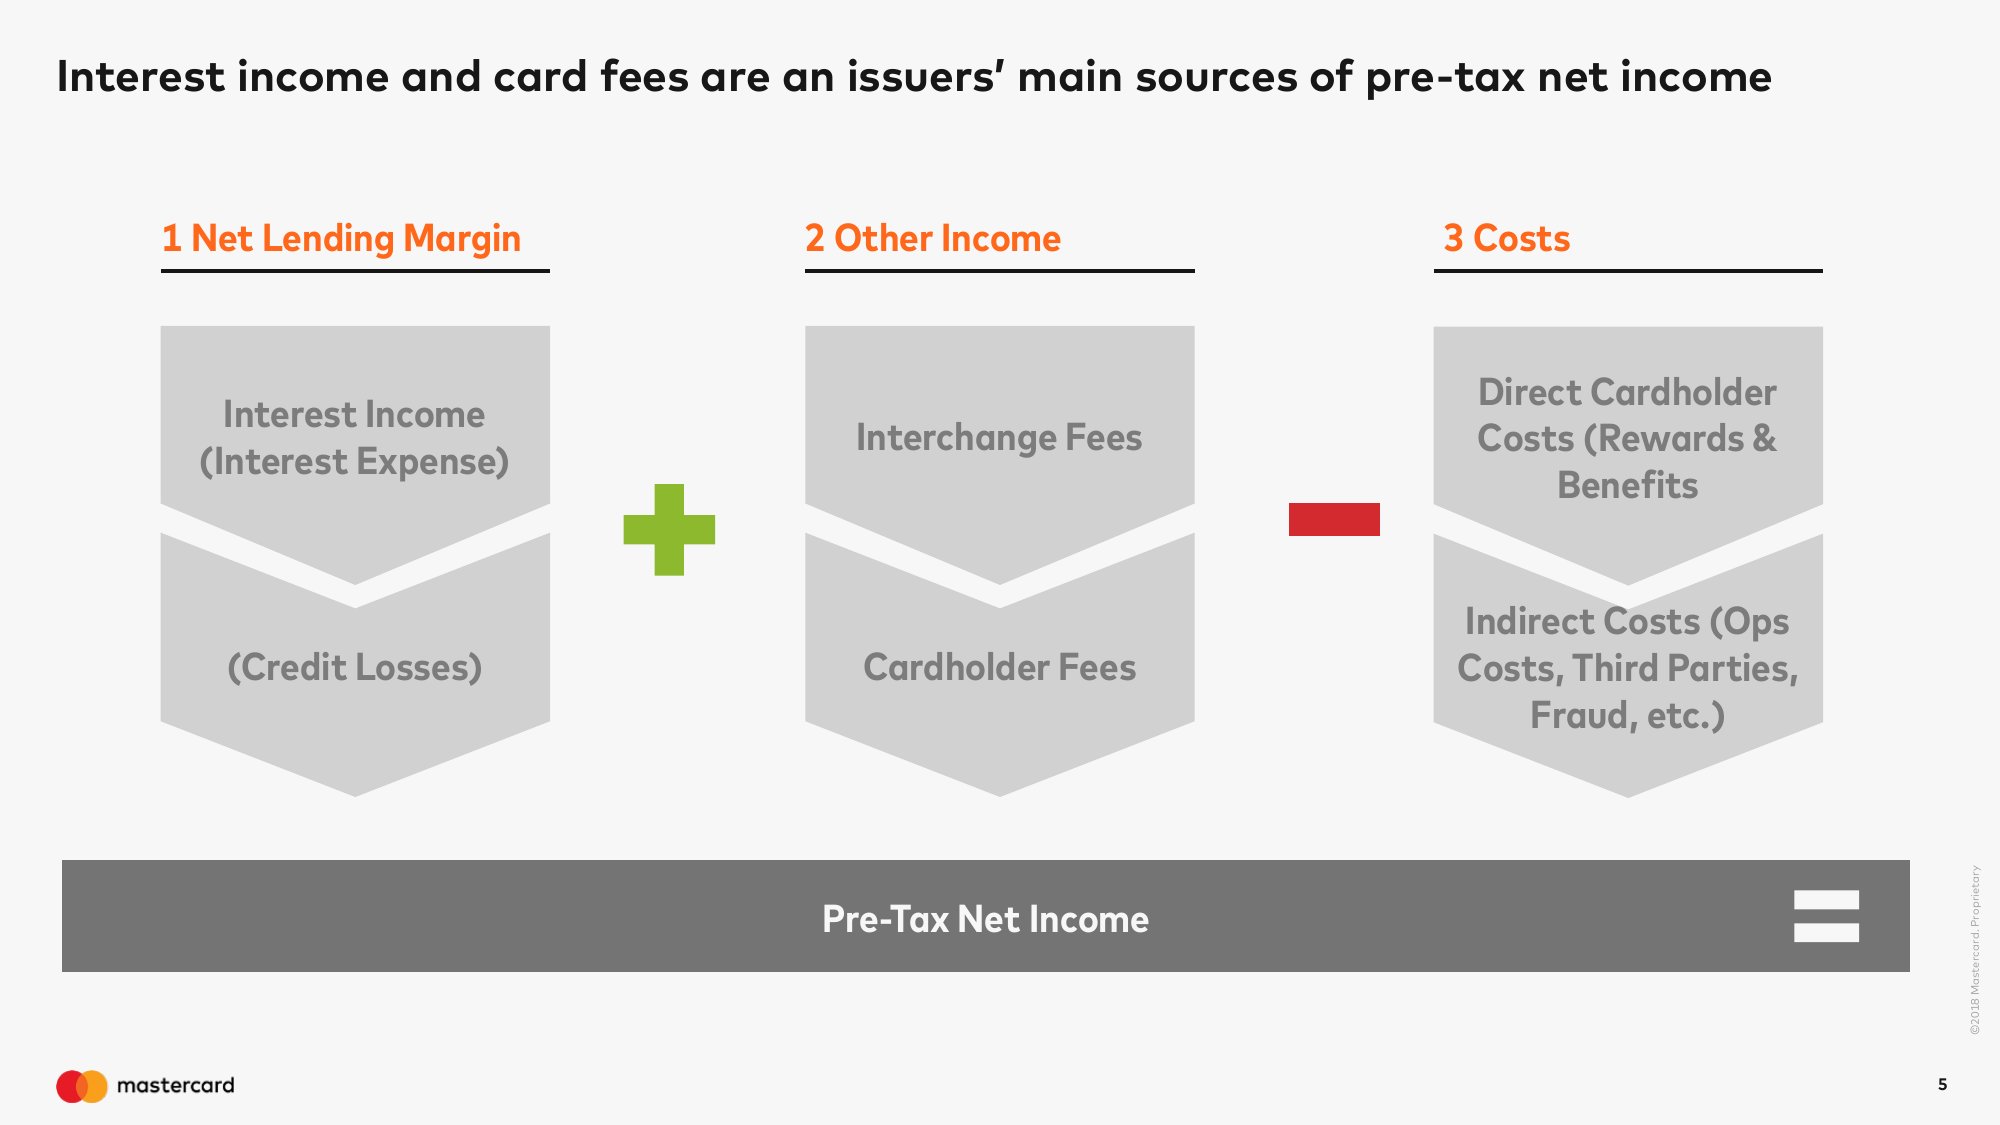 Interest income and card fees are an issuers’ main sources of pre-tax net income
1 Net Lending Margin
Interest Income
(Interest Expense)
(Credit Losses)
2 Other Income
Interchange Fees
Cardholder Fees
3 Costs
Direct Cardholder
Costs (Rewards &
Benefits
Indirect Costs (Ops
Costs, Third Parties,
Fraud, etc.)
Pre-Tax Net Income
©2018 Mastercard. Proprietary
mastercard
5